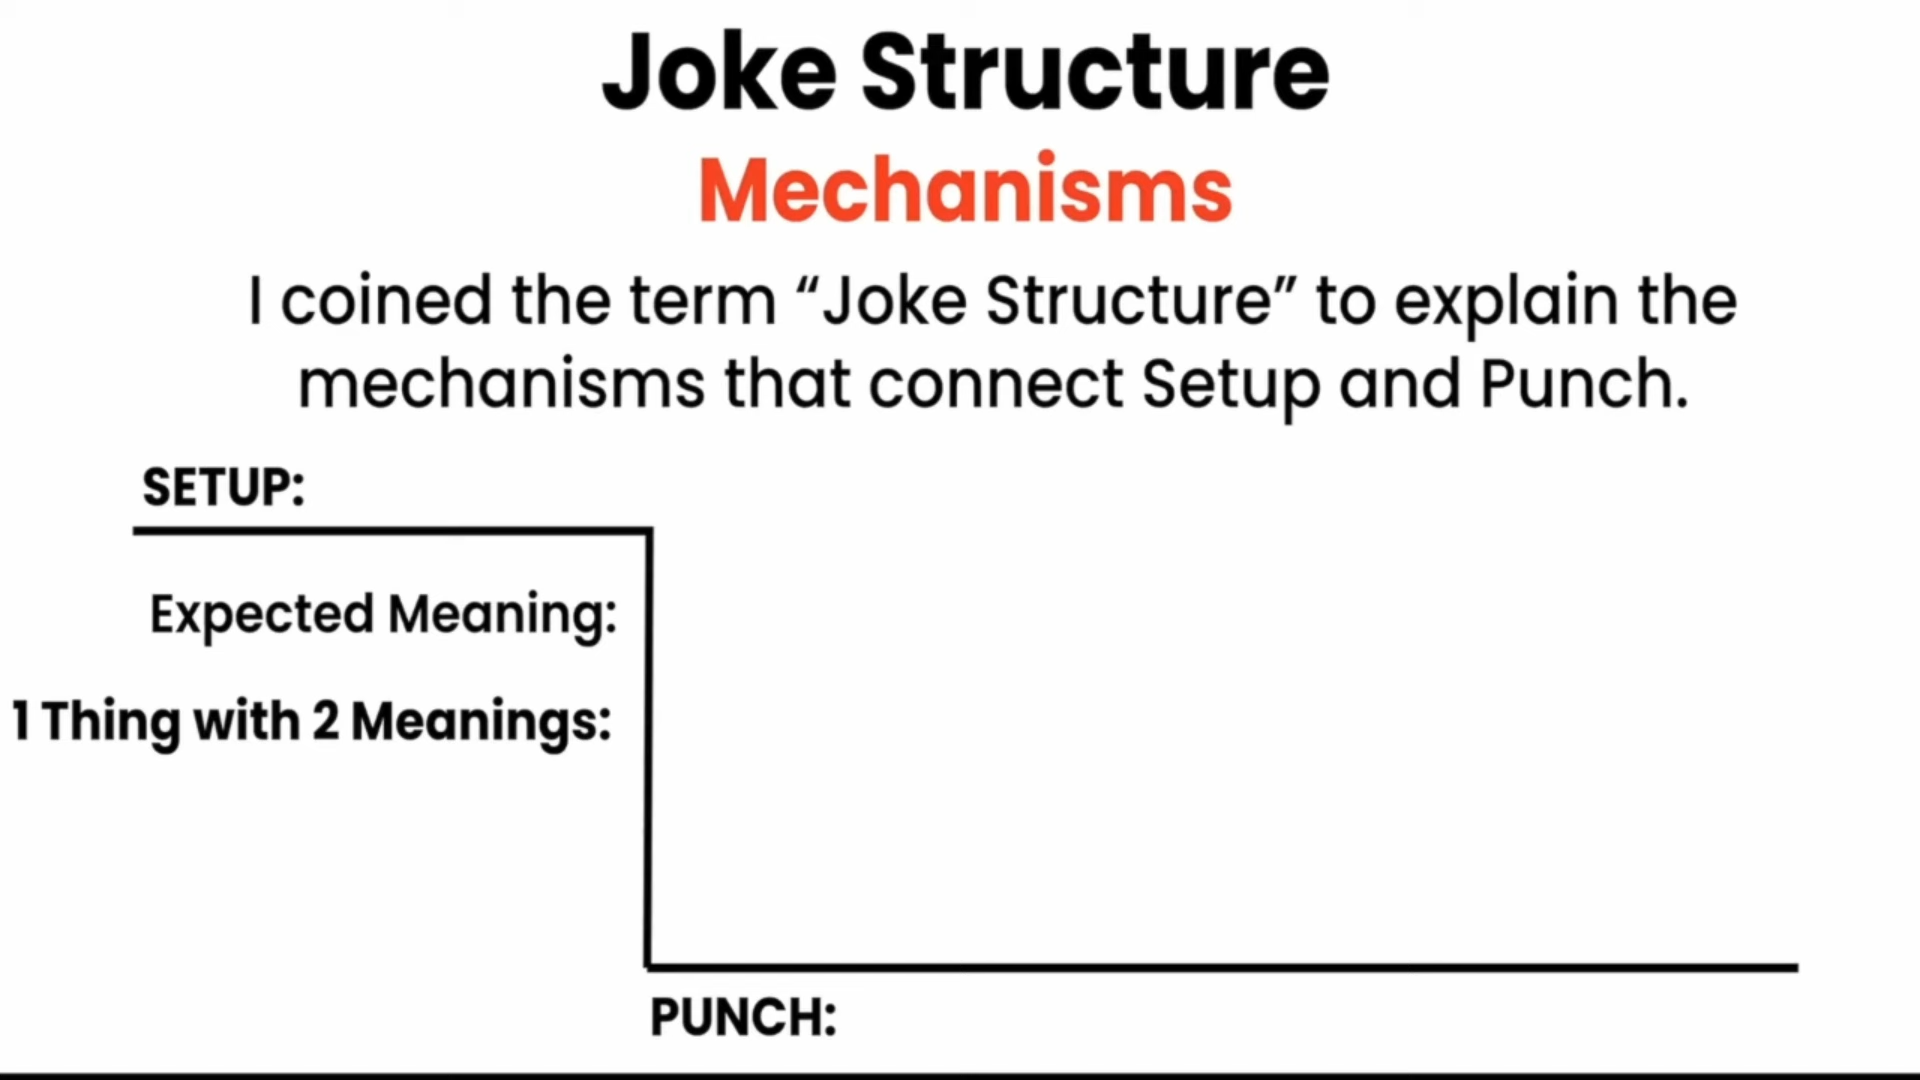 Joke Structure
Mechanisms
I coined the term “Joke Structure” to explain the
mechanisms that connect Setup and Punch.
SETUP:
Expected Meaning:
1 Thing with 2 Meanings:
PUNCH: